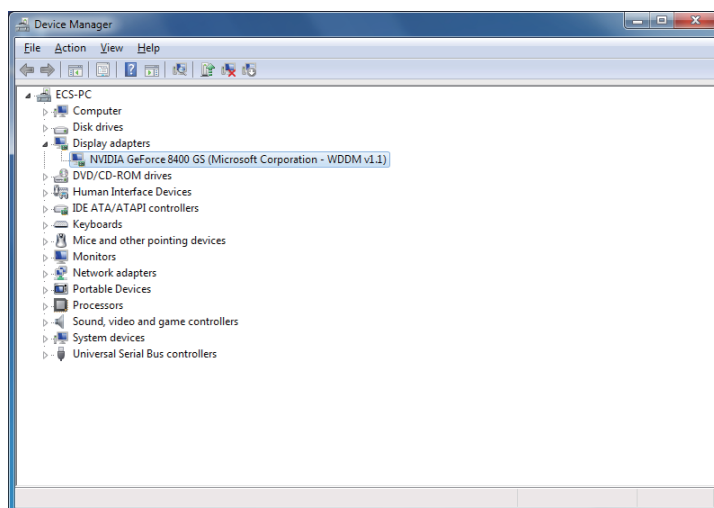 Device Manager
File Action View Help
ECS-PC
Computer
Disk drives
Display adapters
NVIDIA GeForce 8400 GS (Microsoft Corporation - WDDM v1.1)
DVD/CD-ROM drives
Human Interface Devices
IDE ATA/ATAPI controllers
Keyboards
Mice and other pointing devices
Monitors
Network adapters
Portable Devices
Processors
Sound, video and game controllers
System devices
Universal Serial Bus controllers